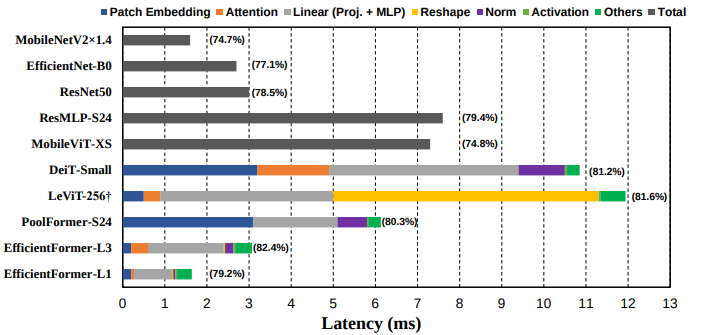 Patch Embedding Attention Linear (Proj. + MLP) Reshape Norm Activation Others Total
MobileNetV2×1.4 (74.7%)
EfficientNet-B0 (77.1%)
ResNet50 (78.5%)
ResMLP-S24 (79.4%)
MobileViT-XS (74.8%)
DeiT-Small (81.2%)
LeViT-256† (81.6%)
PoolFormer-S24 (80.3%)
EfficientFormer-L3 (82.4%)
EfficientFormer-L1 (79.2%)
0 1 2 3 4 5 6 7 8 9 10 11 12 13
Latency (ms)